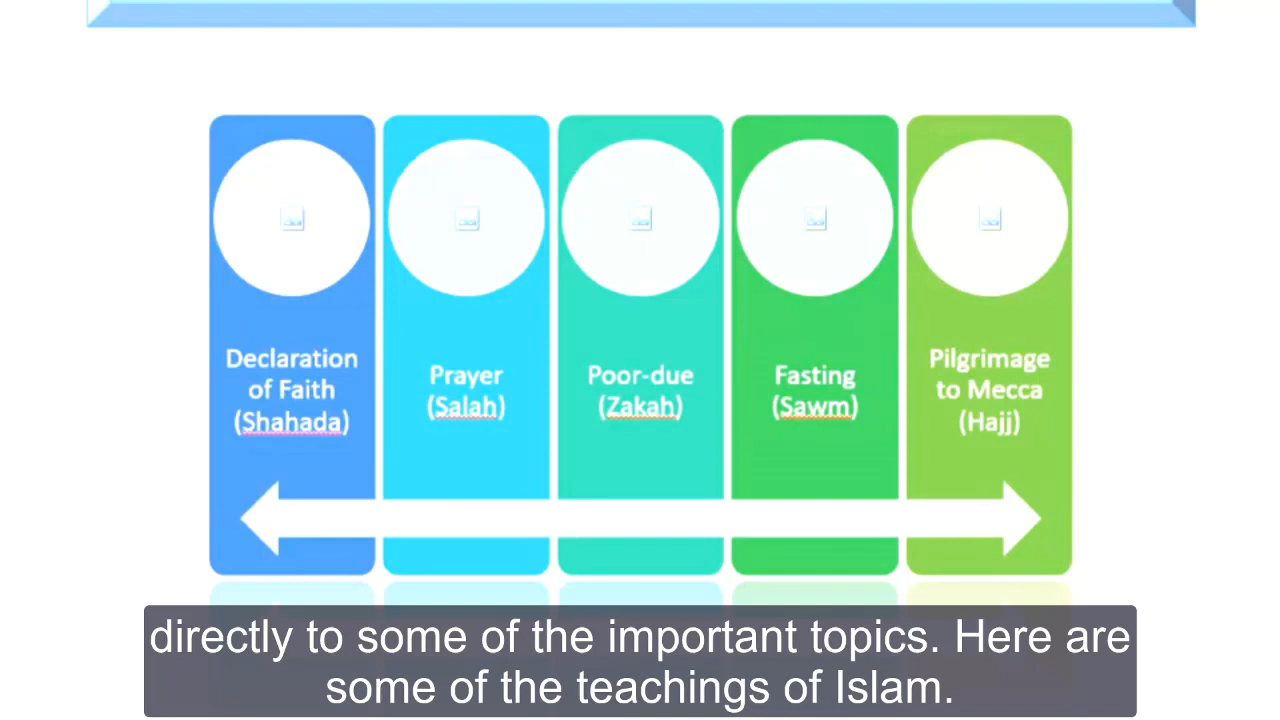 Declaration
of Faith
(Shahada)
Prayer
(Salah)
Poor-due
(Zakah)
Fasting
(Sawm)
Pilgrimage
to Mecca
(Hajj)
directly to some of the important topics. Here are
some of the teachings of Islam.